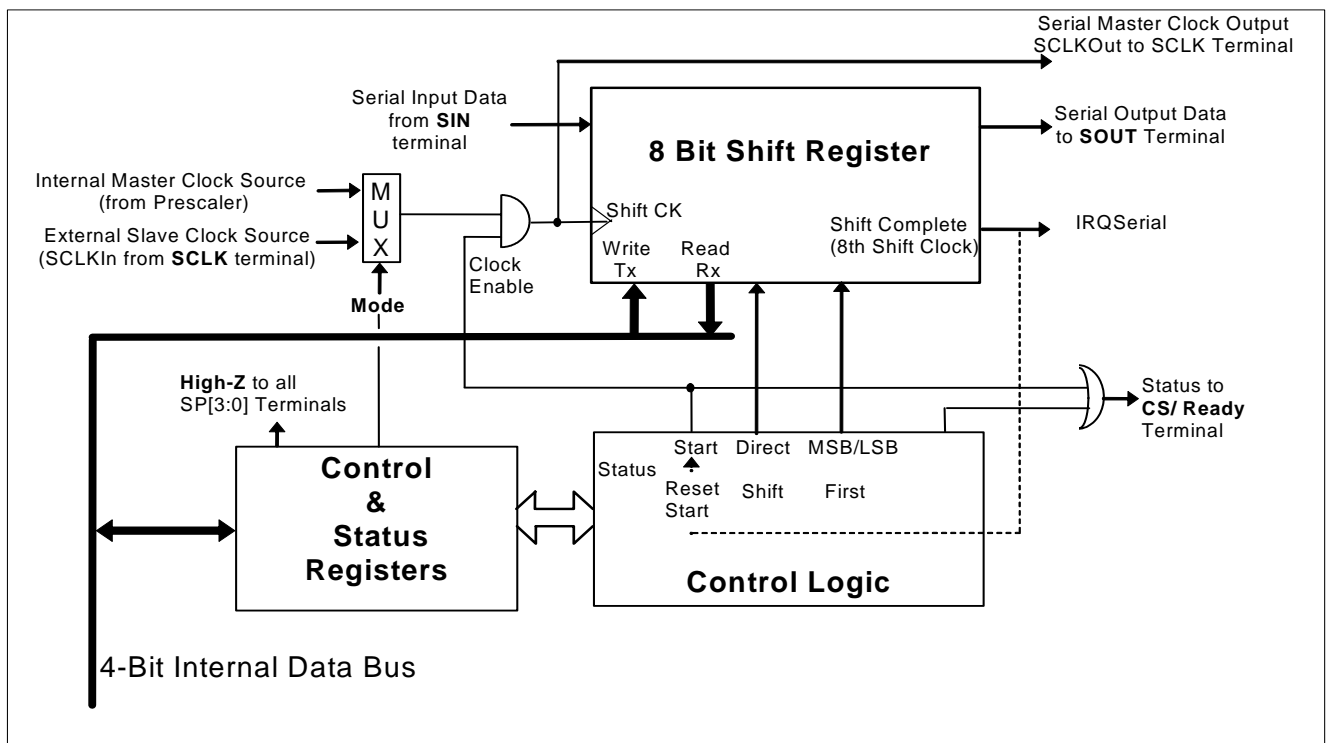 Serial Master Clock Output
SCLKOut to SCLK Terminal
Serial Input Data
from SIN
terminal
8 Bit Shift Register
Serial Output Data
to SOUT Terminal
Internal Master Clock Source
(from Prescaler)
M
U
X
External Slave Clock Source
(SCLKIn from SCLK terminal)
Shift CK
Clock
Enable
Write
Tx
Read
Rx
Shift Complete
(8th Shift Clock)
IRQSerial
Mode
High-Z to all
SP[3:0] Terminals
Status to
CS/ Ready
Terminal
Control
&
Status
Registers
Status
Start
Direct
MSB/LSB
Reset
Start
Shift
First
Control Logic
4-Bit Internal Data Bus